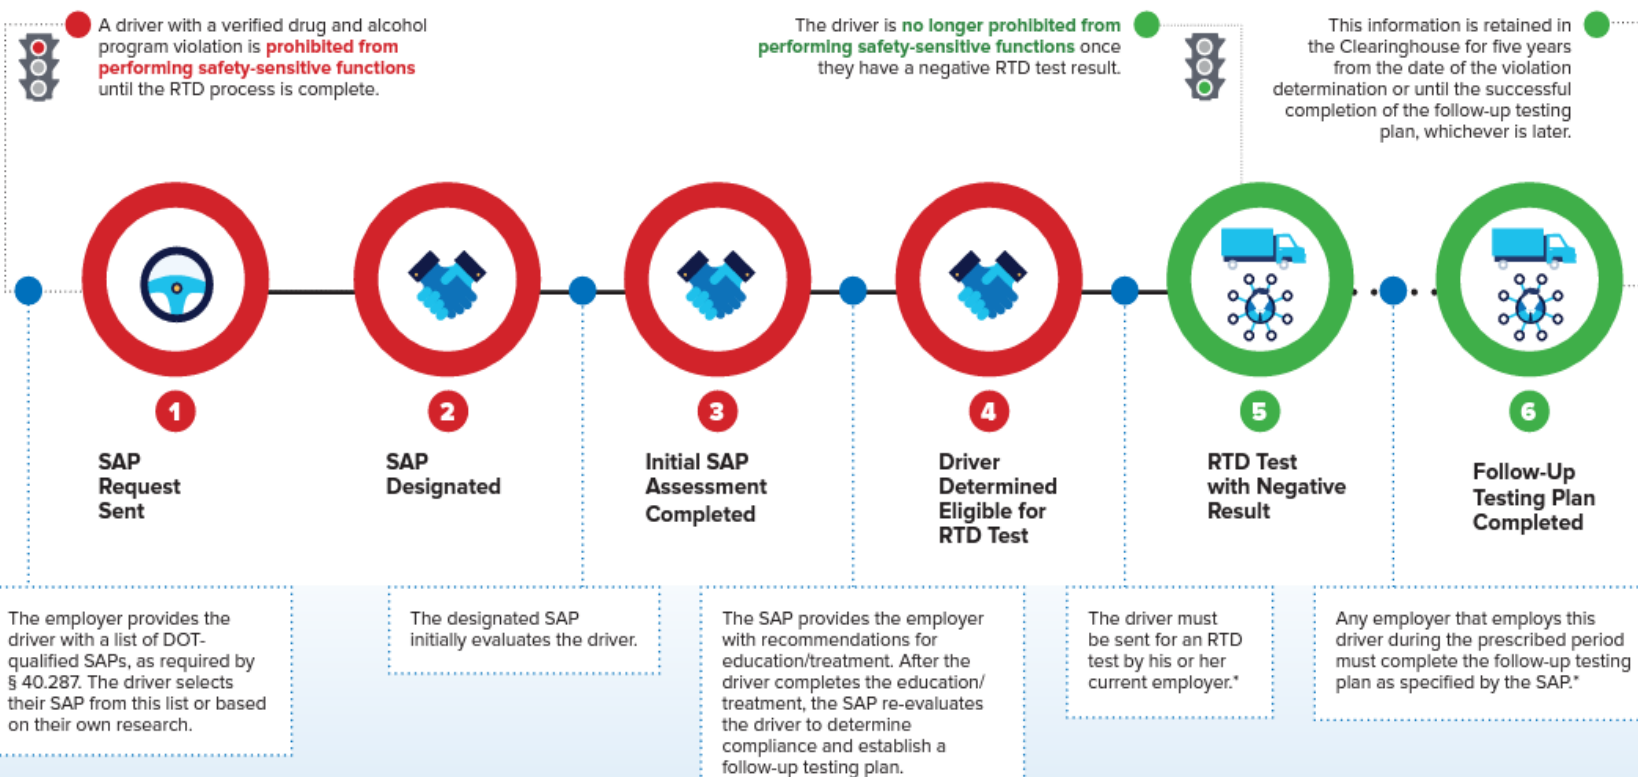 A driver with a verified drug and alcohol
program violation is prohibited from
performing safety-sensitive functions
until the RTD process is complete.
The driver is no longer prohibited from
performing safety-sensitive functions once
they have a negative RTD test result.
This information is retained in
the Clearinghouse for five years
from the date of the violation
determination or until the successful
completion of the follow-up testing
plan, whichever is later.
1
SAP
Request
Sent
2
SAP
Designated
3
Initial SAP
Assessment
Completed
4
Driver
Determined
Eligible for
RTD Test
5
RTD Test
with Negative
Result
6
Follow-Up
Testing Plan
Completed
The employer provides the
driver with a list of DOT-
qualified SAPs, as required by
§ 40.287. The driver selects
their SAP from this list or based
on their own research.
The designated SAP
initially evaluates the driver.
The SAP provides the employer
with recommendations for
education/treatment. After the
driver completes the education/
treatment, the SAP re-evaluates
the driver to determine
compliance and establish a
follow-up testing plan.
The driver must
be sent for an RTD
test by his or her
current employer.*
Any employer that employs this
driver during the prescribed period
must complete the follow-up testing
plan as specified by the SAP.*